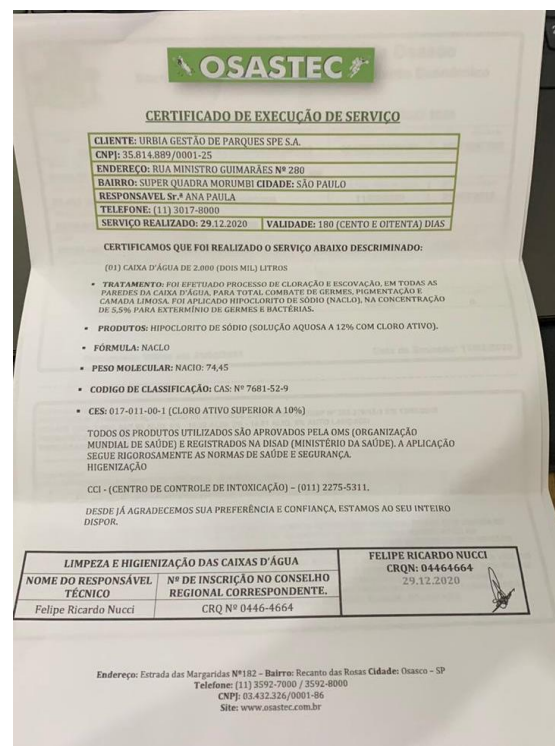 OSASTEC
CERTIFICADO DE EXECUÇÃO DE SERVIÇO
CLIENTE: URBIA GESTÃO DE PARQUES SPE S.A.
CNPJ: 35.814.889/0001-25
ENDEREÇO: RUA MINISTRO GUIMARÃES Nº 280
BAIRRO: SUPER QUADRA MORUMBI CIDADE: SÃO PAULO
RESPONSAVEL Sr.ª ANA PAULA
TELEFONE: (11) 3017-8000
SERVIÇO REALIZADO: 29.12.2020 VALIDADE: 180 (CENTO E OITENTA) DIAS
CERTIFICAMOS QUE FOI REALIZADO O SERVIÇO ABAIXO DESCRIMINADO:
(01) CAIXA D'ÁGUA DE 2.000 (DOIS MIL) LITROS
• TRATAMENTO: FOI EFETUADO PROCESSO DE CLORAÇÃO E ESCOVAÇÃO, EM TODAS AS
PAREDES DA CAIXA D'ÁGUA, PARA TOTAL COMBATE DE GERMES, PIGMENTAÇÃO E
CAMADA LIMOSA. FOI APLICADO HIPOCLORITO DE SÓDIO (NACLO), NA CONCENTRAÇÃO
DE 5,5% PARA EXTERMÍNIO DE GERMES E BACTÉRIAS.
• PRODUTOS: HIPOCLORITO DE SÓDIO (SOLUÇÃO AQUOSA A 12% COM CLORO ATIVO).
• FÓRMULA: NACLO
• PESO MOLECULAR: NACIO: 74,45
• CODIGO DE CLASSIFICAÇÃO: CAS: Nº 7681-52-9
• CES: 017-011-00-1 (CLORO ATIVO SUPERIOR A 10%)
TODOS OS PRODUTOS UTILIZADOS SÃO APROVADOS PELA OMS (ORGANIZAÇÃO
MUNDIAL DE SAÚDE) E REGISTRADOS NA DISAD (MINISTÉRIO DA SAÚDE). A APLICAÇÃO
SEGUE RIGOROSAMENTE AS NORMAS DE SAÚDE E SEGURANÇA.
HIGENIZAÇÃO
CCI - (CENTRO DE CONTROLE DE INTOXICAÇÃO) – (011) 2275-5311.
DESDE JÁ AGRADECEMOS SUA PREFERÊNCIA E CONFIANÇA, ESTAMOS AO SEU INTEIRO
DISPOR.
LIMPEZA E HIGIENIZAÇÃO DAS CAIXAS D'ÁGUA
NOME DO RESPONSÁVEL TÉCNICO
Nº DE INSCRIÇÃO NO CONSELHO REGIONAL CORRESPONDENTE.
Felipe Ricardo Nucci CRQ Nº 0446-4664
FELIPE RICARDO NUCCI
CRQN: 04464664
29.12.2020
Endereço: Estrada das Margaridas Nº182 – Bairro: Recanto das Rosas Cidade: Osasco – SP
Telefone: (11) 3592-7000 / 3592-8000
CNPJ: 03.432.326/0001-86
Site: www.osastec.com.br